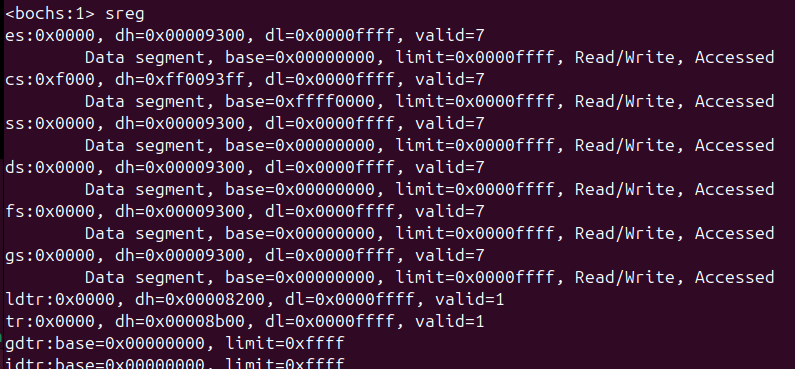 <bochs:1> sreg
es:0x0000, dh=0x00009300, dl=0x0000ffff, valid=7
Data segment, base=0x00000000, limit=0x0000ffff, Read/Write, Accessed
cs:0xf000, dh=0xff0093ff, dl=0x0000ffff, valid=7
Data segment, base=0xffff0000, limit=0x0000ffff, Read/Write, Accessed
ss:0x0000, dh=0x00009300, dl=0x0000ffff, valid=7
Data segment, base=0x00000000, limit=0x0000ffff, Read/Write, Accessed
ds:0x0000, dh=0x00009300, dl=0x0000ffff, valid=7
Data segment, base=0x00000000, limit=0x0000ffff, Read/Write, Accessed
fs:0x0000, dh=0x00009300, dl=0x0000ffff, valid=7
Data segment, base=0x00000000, limit=0x0000ffff, Read/Write, Accessed
gs:0x0000, dh=0x00009300, dl=0x0000ffff, valid=7
Data segment, base=0x00000000, limit=0x0000ffff, Read/Write, Accessed
ldtr:0x0000, dh=0x00008200, dl=0x0000ffff, valid=1
tr:0x0000, dh=0x00008b00, dl=0x0000ffff, valid=1
gdtr:base=0x00000000, limit=0xffff
idtr:base=0x00000000, limit=0xffff